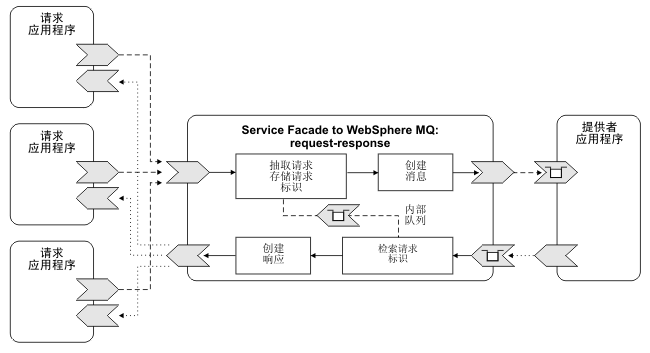 请求
应用程序
请求
应用程序
请求
应用程序
Service Facade to WebSphere MQ:
request-response
提供者
应用程序
抽取请求
存储请求
标识
创建
消息
内部
队列
创建
响应
检索请求
标识